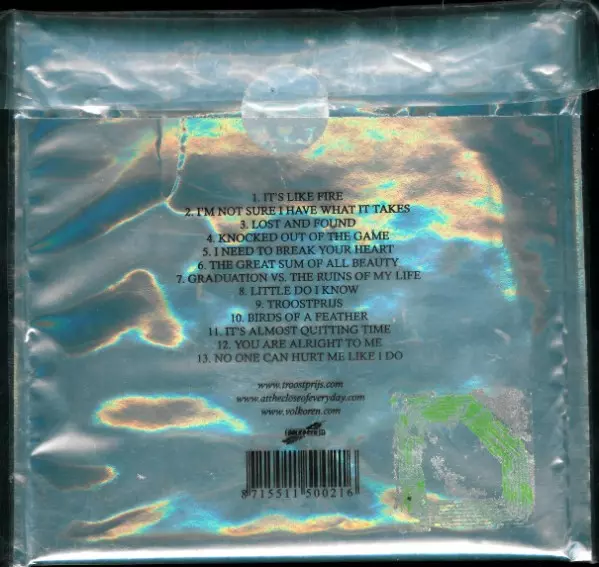 1. IT'S LIKE FIRE
2. I'M NOT SURE I HAVE WHAT IT TAKES
3. LOST AND FOUND
4. KNOCKED OUT OF THE GAME
5. I NEED TO BREAK YOUR HEART
6. THE GREAT SUM OF ALL BEAUTY
7. GRADUATION VS. THE RUINS OF MY LIFE
8. LITTLE DO I KNOW
9. TROOSTPRIJS
10. BIRDS OF A FEATHER
11. IT'S ALMOST QUITTING TIME
12. YOU ARE ALRIGHT TO ME
13. NO ONE CAN HURT ME LIKE I DO
www.troostprijs.com
www.atthecloseofeveryday.com
www.volkoren.com
8 715511 500216